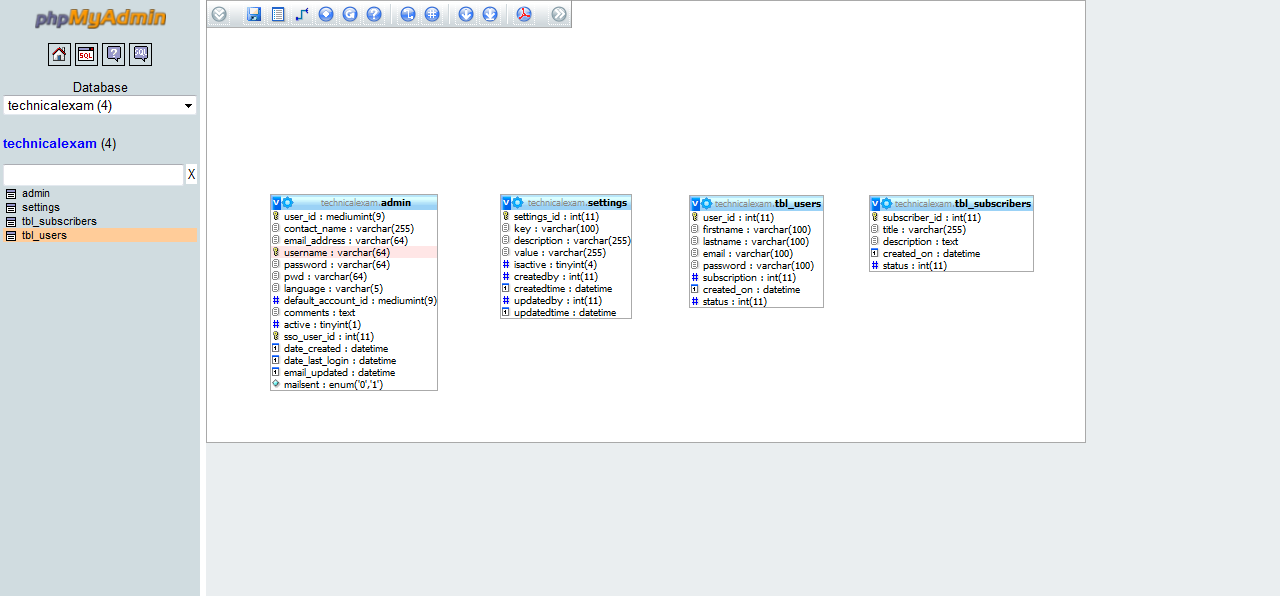 phpMyAdmin
SQL
Database
technicalexam (4)
technicalexam (4)
X
admin
settings
tbl_subscribers
tbl_users
technicalexam.admin
user_id : mediumint(9)
contact_name : varchar(255)
email_address : varchar(64)
username : varchar(64)
password : varchar(64)
pwd : varchar(64)
language : varchar(5)
default_account_id : mediumint(9)
comments : text
active : tinyint(1)
sso_user_id : int(11)
date_created : datetime
date_last_login : datetime
email_updated : datetime
mailsent : enum('0','1')
technicalexam.settings
settings_id : int(11)
key : varchar(100)
description : varchar(255)
value : varchar(255)
isactive : tinyint(4)
createdby : int(11)
createdtime : datetime
updatedby : int(11)
updatedtime : datetime
technicalexam.tbl_users
user_id : int(11)
firstname : varchar(100)
lastname : varchar(100)
email : varchar(100)
password : varchar(100)
subscription : int(11)
created_on : datetime
status : int(11)
technicalexam.tbl_subscribers
subscriber_id : int(11)
title : varchar(255)
description : text
created_on : datetime
status : int(11)